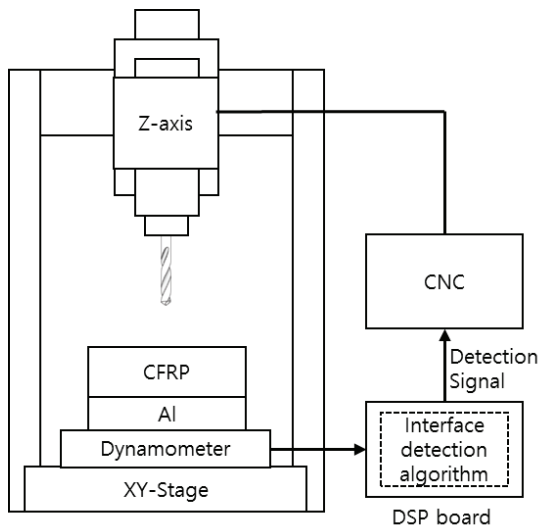 Z-axis
CNC
Detection
Signal
CFRP
Al
Dynamometer
XY-Stage
Interface
detection
algorithm
DSP board